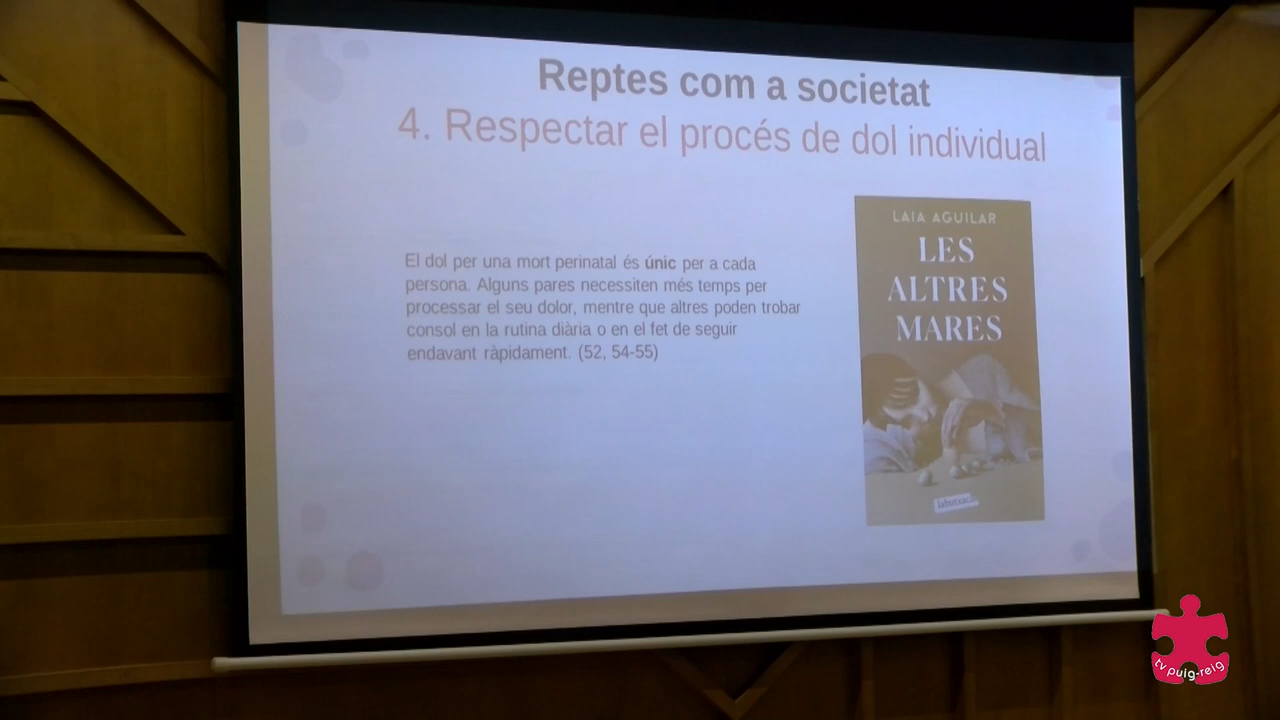 Reptes com a societat
4. Respectar el procés de dol individual
El dol per una mort perinatal és únic per a cada
persona. Alguns pares necessiten més temps per
processar el seu dolor, mentre que altres poden trobar
consol en la rutina diària o en el fet de seguir
endavant ràpidament. (52, 54-55)
LAIA AGUILAR
LES
ALTRES
MARES
labutxaca
tv puig-reig